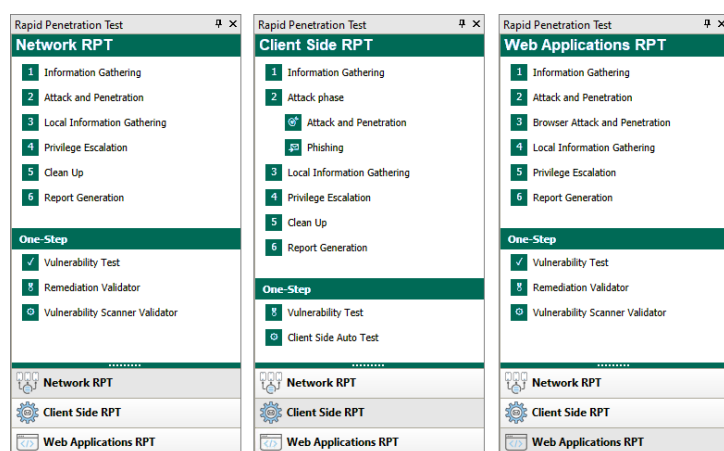 Rapid Penetration Test
Network RPT
1 Information Gathering
2 Attack and Penetration
3 Local Information Gathering
4 Privilege Escalation
5 Clean Up
6 Report Generation
One-Step
Vulnerability Test
Remediation Validator
Vulnerability Scanner Validator
Network RPT
Client Side RPT
Web Applications RPT
Rapid Penetration Test
Client Side RPT
1 Information Gathering
2 Attack phase
Attack and Penetration
Phishing
3 Local Information Gathering
4 Privilege Escalation
5 Clean Up
6 Report Generation
One-Step
Vulnerability Test
Client Side Auto Test
Network RPT
Client Side RPT
Web Applications RPT
Rapid Penetration Test
Web Applications RPT
1 Information Gathering
2 Attack and Penetration
3 Browser Attack and Penetration
4 Local Information Gathering
5 Privilege Escalation
6 Report Generation
One-Step
Vulnerability Test
Remediation Validator
Vulnerability Scanner Validator
Network RPT
Client Side RPT
Web Applications RPT